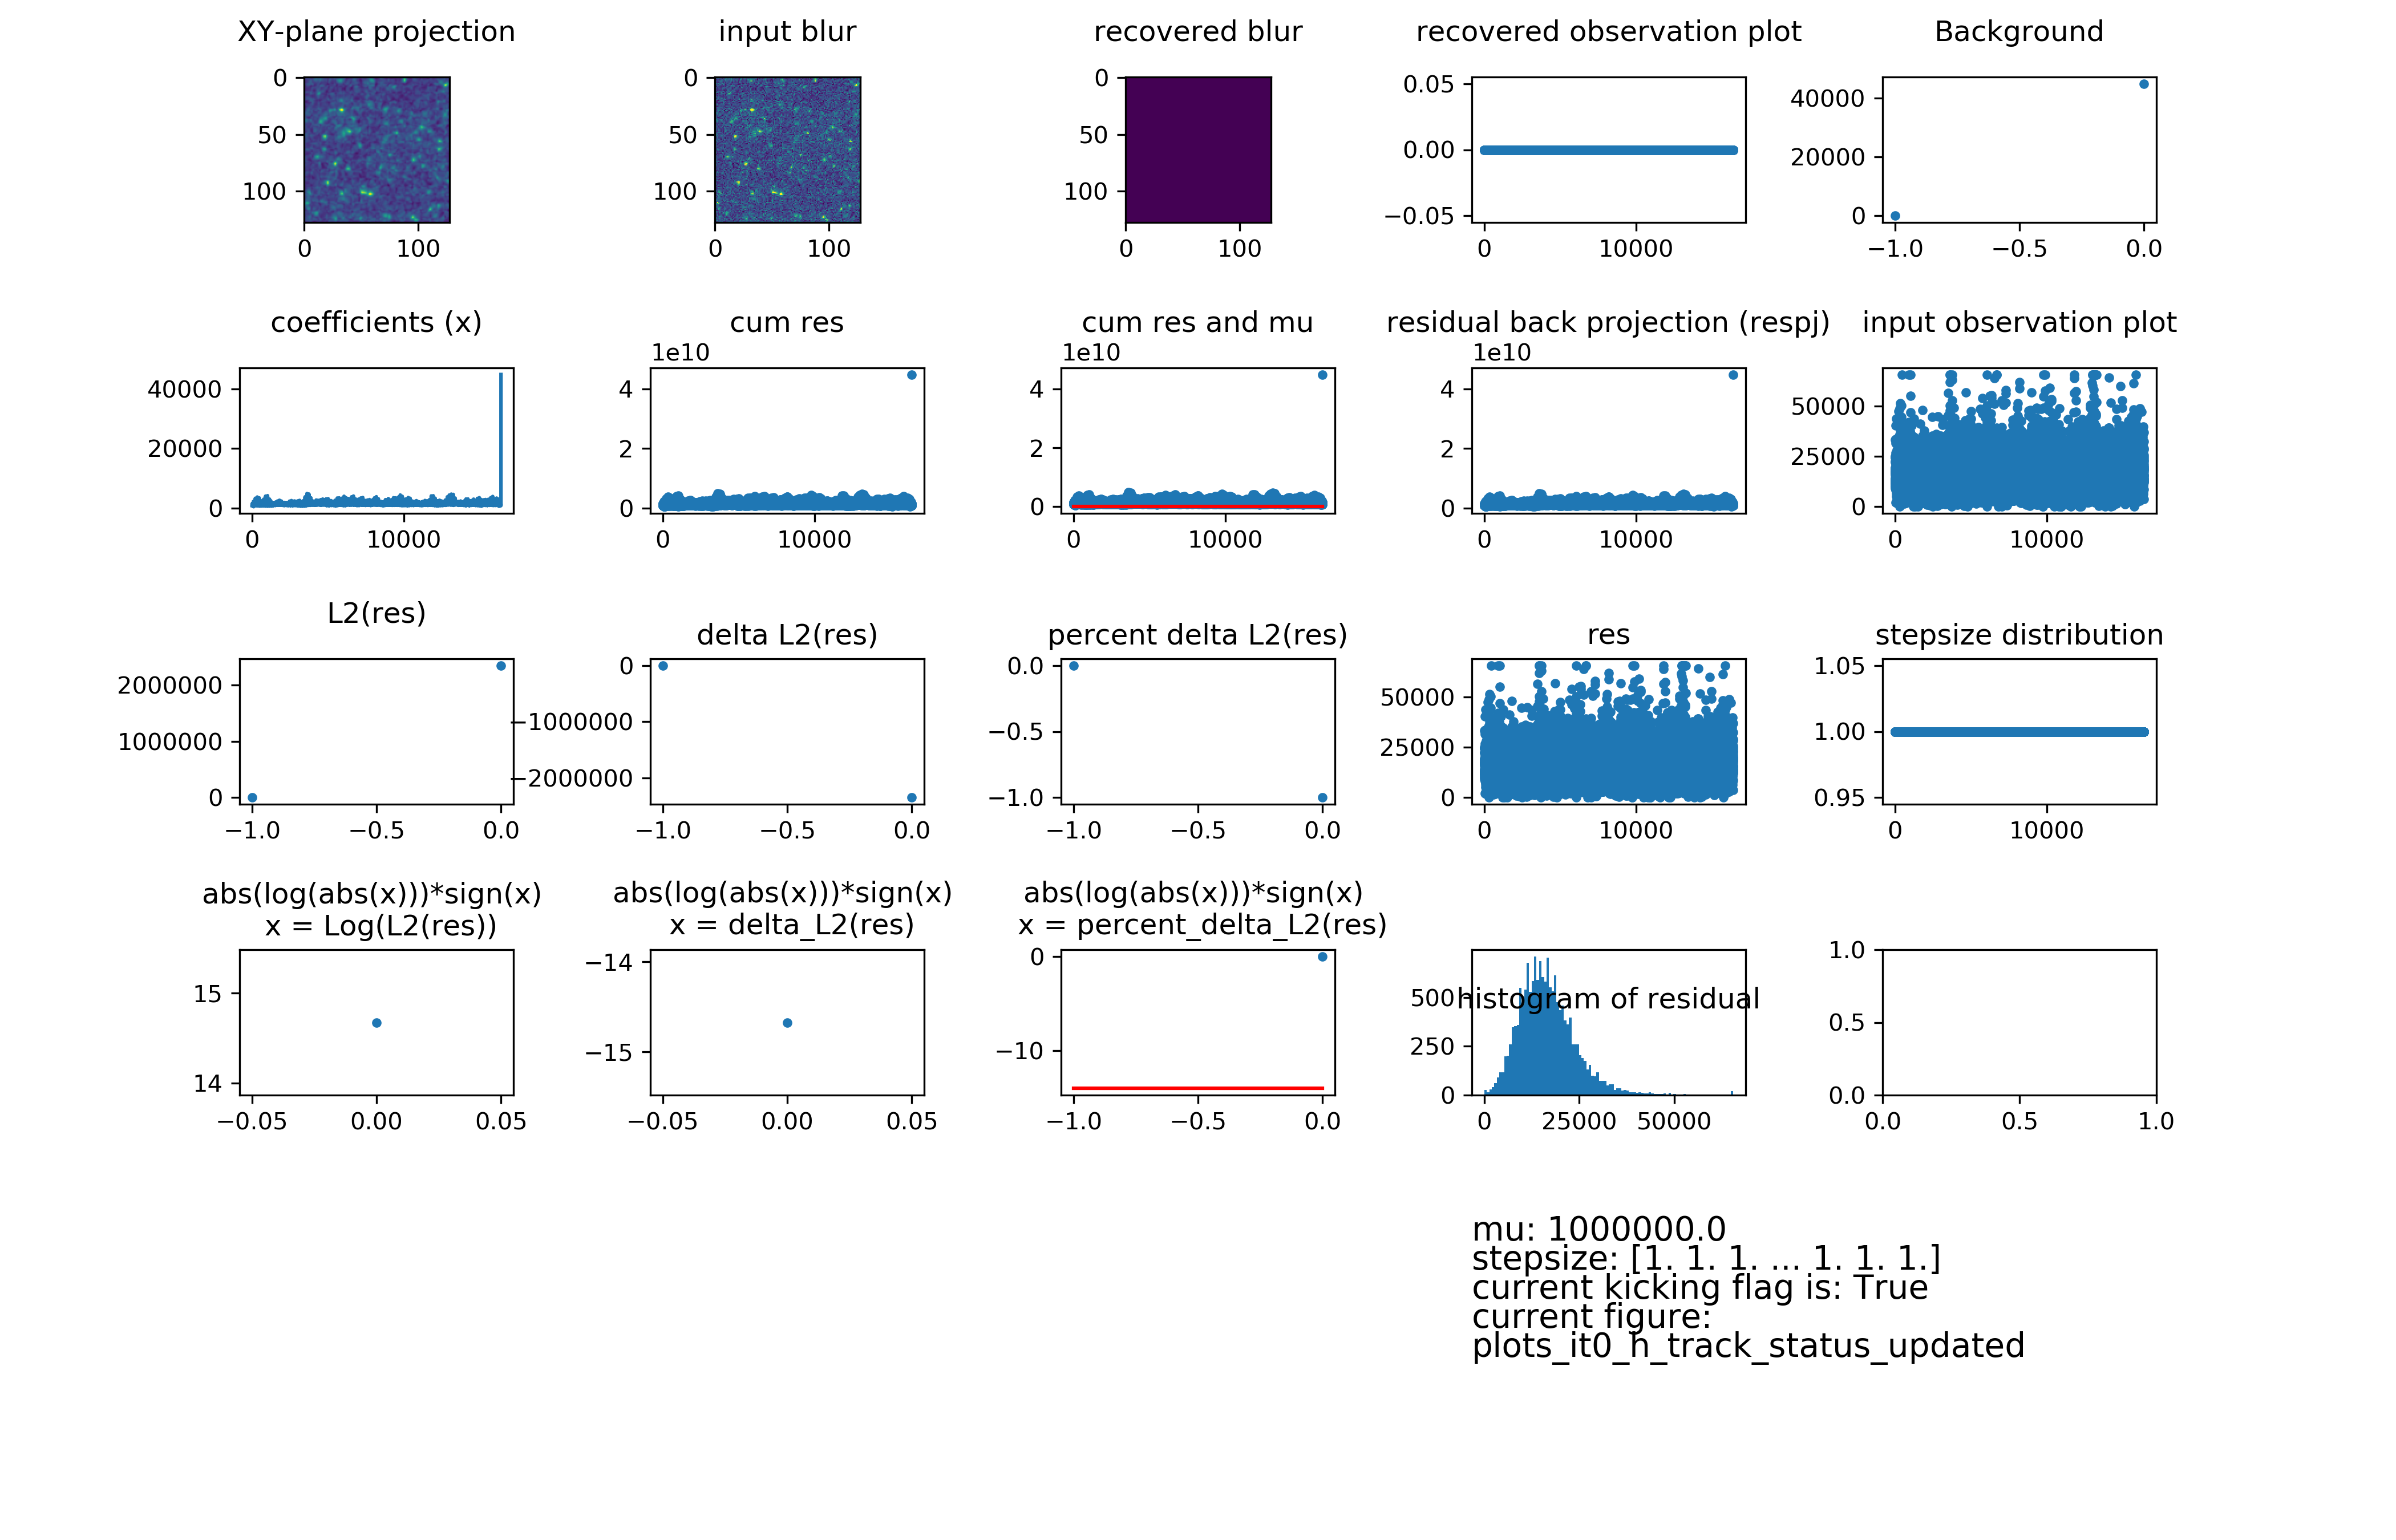 XY-plane projection
input blur
recovered blur
recovered observation plot
Background
0
50
100
0 100
0
50
100
0 100
0
50
100
0 100
0.05
0.00
−0.05
0 10000
40000
20000
0
−1.0 −0.5 0.0
coefficients (x)
cum res
cum res and mu
residual back projection (respj)
input observation plot
40000
20000
0
0 10000
1e10
4
2
0
0 10000
1e10
4
2
0
0 10000
1e10
4
2
0
0 10000
50000
25000
0
0 10000
L2(res)
delta L2(res)
percent delta L2(res)
res
stepsize distribution
2000000
1000000
0
−1.0 −0.5 0.0
0
−1000000
−2000000
−1.0 −0.5 0.0
0.0
−0.5
−1.0
−1.0 −0.5 0.0
50000
25000
0
0 10000
1.05
1.00
0.95
0 10000
abs(log(abs(x)))*sign(x)
x = Log(L2(res))
abs(log(abs(x)))*sign(x)
x = delta_L2(res)
abs(log(abs(x)))*sign(x)
x = percent_delta_L2(res)
15
14
−0.05 0.00 0.05
−14
−15
−0.05 0.00 0.05
0
−10
−1.0 −0.5 0.0
histogram of residual
500
250
0
0 25000 50000
1.0
0.5
0.0
0.0 0.5 1.0
mu: 1000000.0
stepsize: [1. 1. 1. ... 1. 1. 1.]
current kicking flag is: True
current figure:
plots_it0_h_track_status_updated